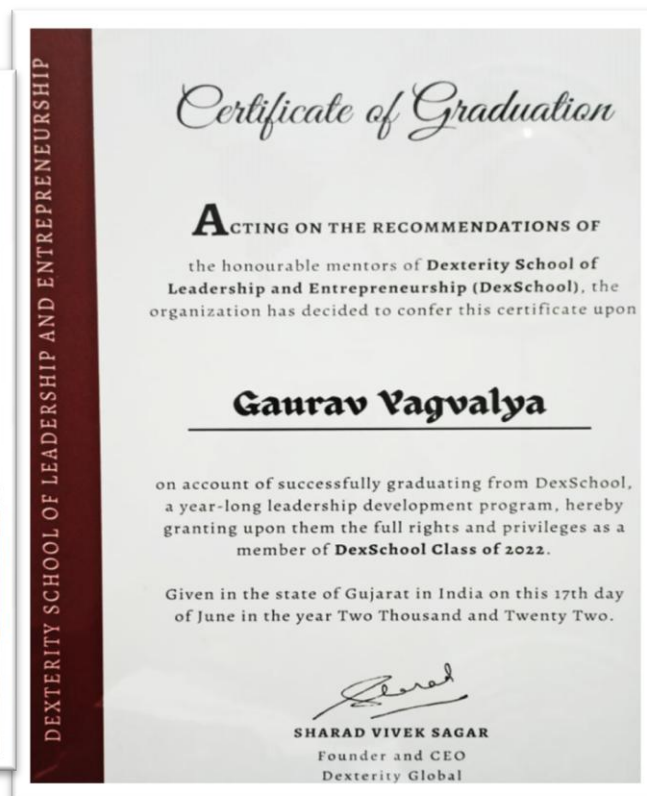 DEXTERITY SCHOOL OF LEADERSHIP AND ENTREPRENEURSHIP
Certificate of Graduation
ACTING ON THE RECOMMENDATIONS OF
the honourable mentors of Dexterity School of
Leadership and Entrepreneurship (DexSchool), the
organization has decided to confer this certificate upon
Gaurav Yagvalya
on account of successfully graduating from DexSchool,
a year-long leadership development program, hereby
granting upon them the full rights and privileges as a
member of DexSchool Class of 2022.
Given in the state of Gujarat in India on this 17th day
of June in the year Two Thousand and Twenty Two.
Sharad
SHARAD VIVEK SAGAR
Founder and CEO
Dexterity Global